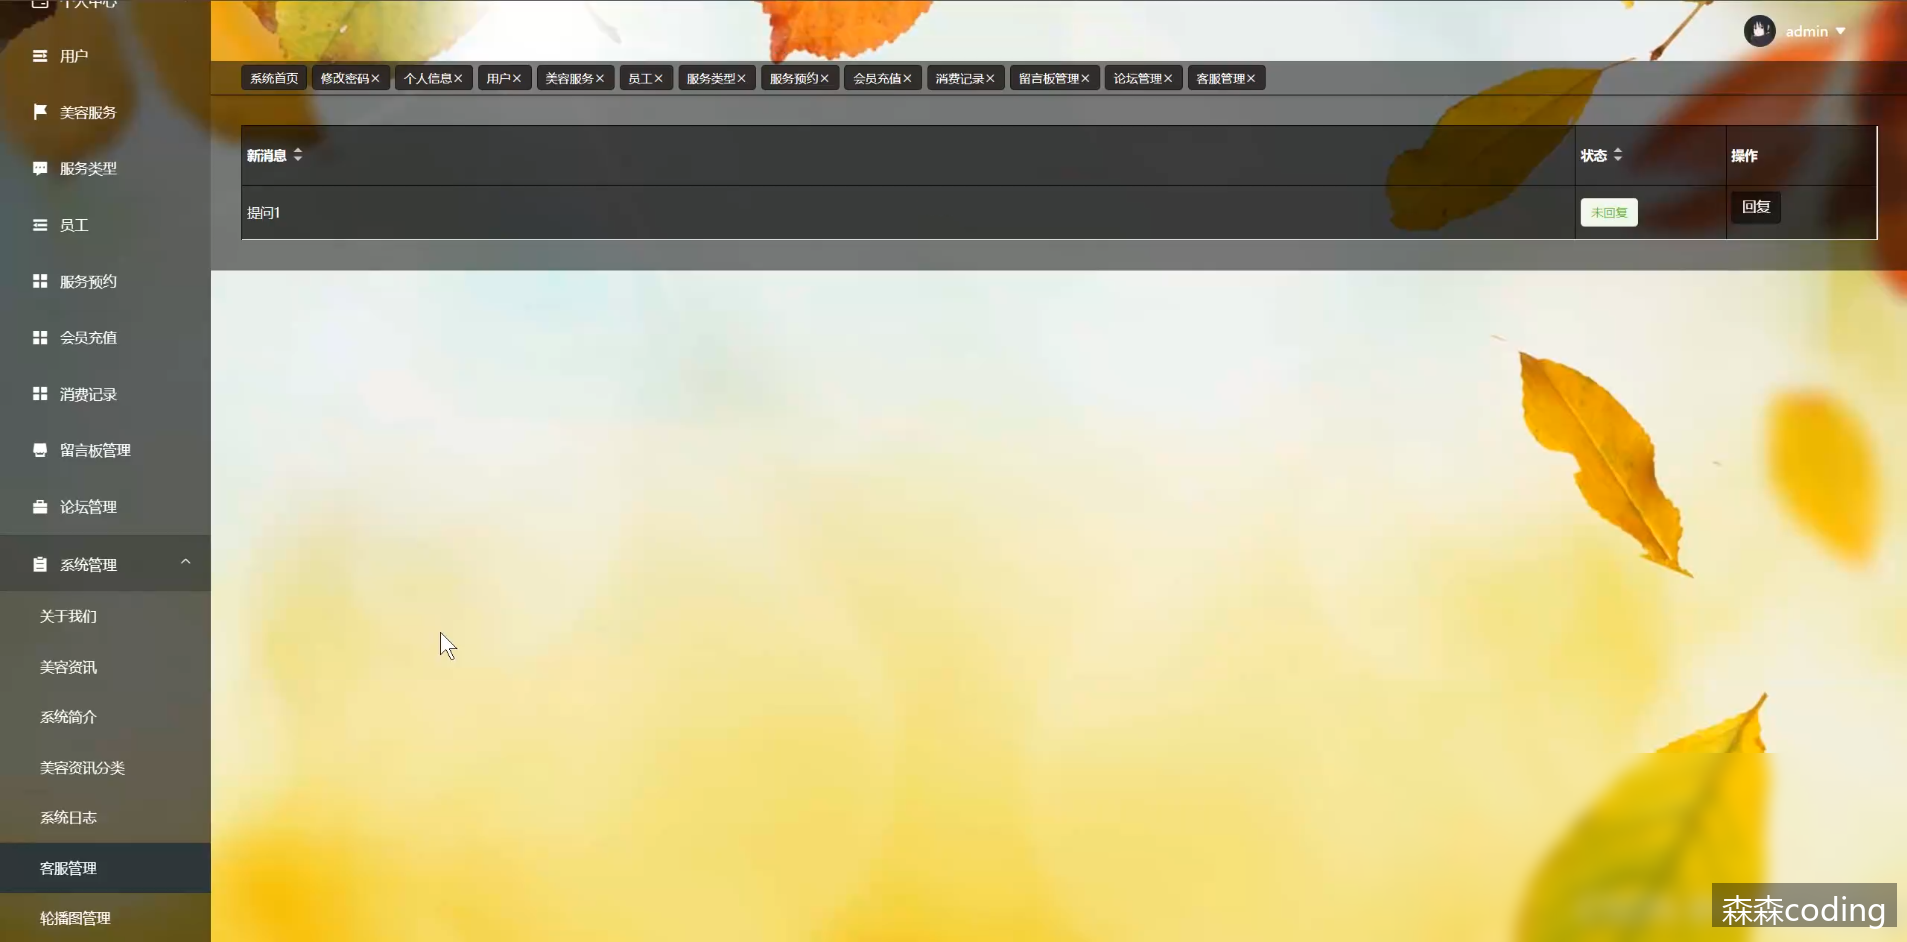 个人中心
用户
美容服务
服务类型
员工
服务预约
会员充值
消费记录
留言板管理
论坛管理
系统管理
关于我们
美容资讯
系统简介
美容资讯分类
系统日志
客服管理
轮播图管理
admin
系统首页 修改密码× 个人信息× 用户× 美容服务× 员工× 服务类型× 服务预约× 会员充值× 消费记录× 留言板管理× 论坛管理× 客服管理×
新消息 状态 操作
提问1 未回复 回复
森森coding